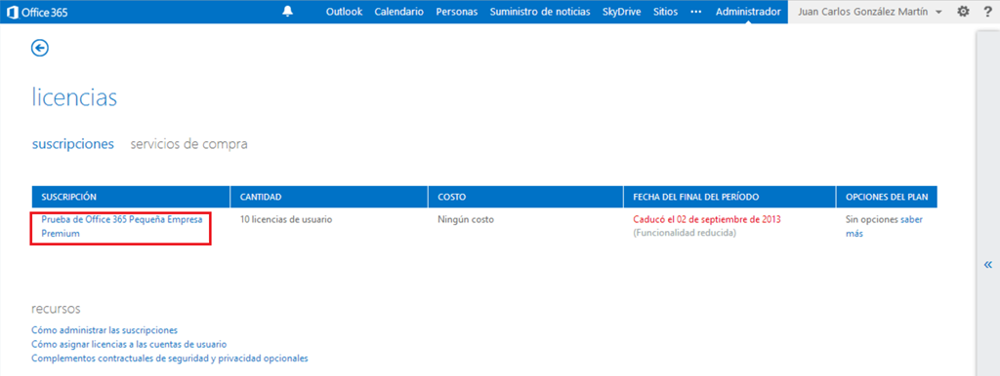 Office 365 Outlook Calendario Personas Suministro de noticias SkyDrive Sitios ••• Administrador Juan Carlos González Martín ?
licencias
suscripciones servicios de compra
SUSCRIPCIÓN CANTIDAD COSTO FECHA DEL FINAL DEL PERÍODO OPCIONES DEL PLAN
Prueba de Office 365 Pequeña Empresa 10 licencias de usuario Ningún costo Caducó el 02 de septiembre de 2013 Sin opciones saber
Premium (Funcionalidad reducida) más
«
recursos
Cómo administrar las suscripciones
Cómo asignar licencias a las cuentas de usuario
Complementos contractuales de seguridad y privacidad opcionales